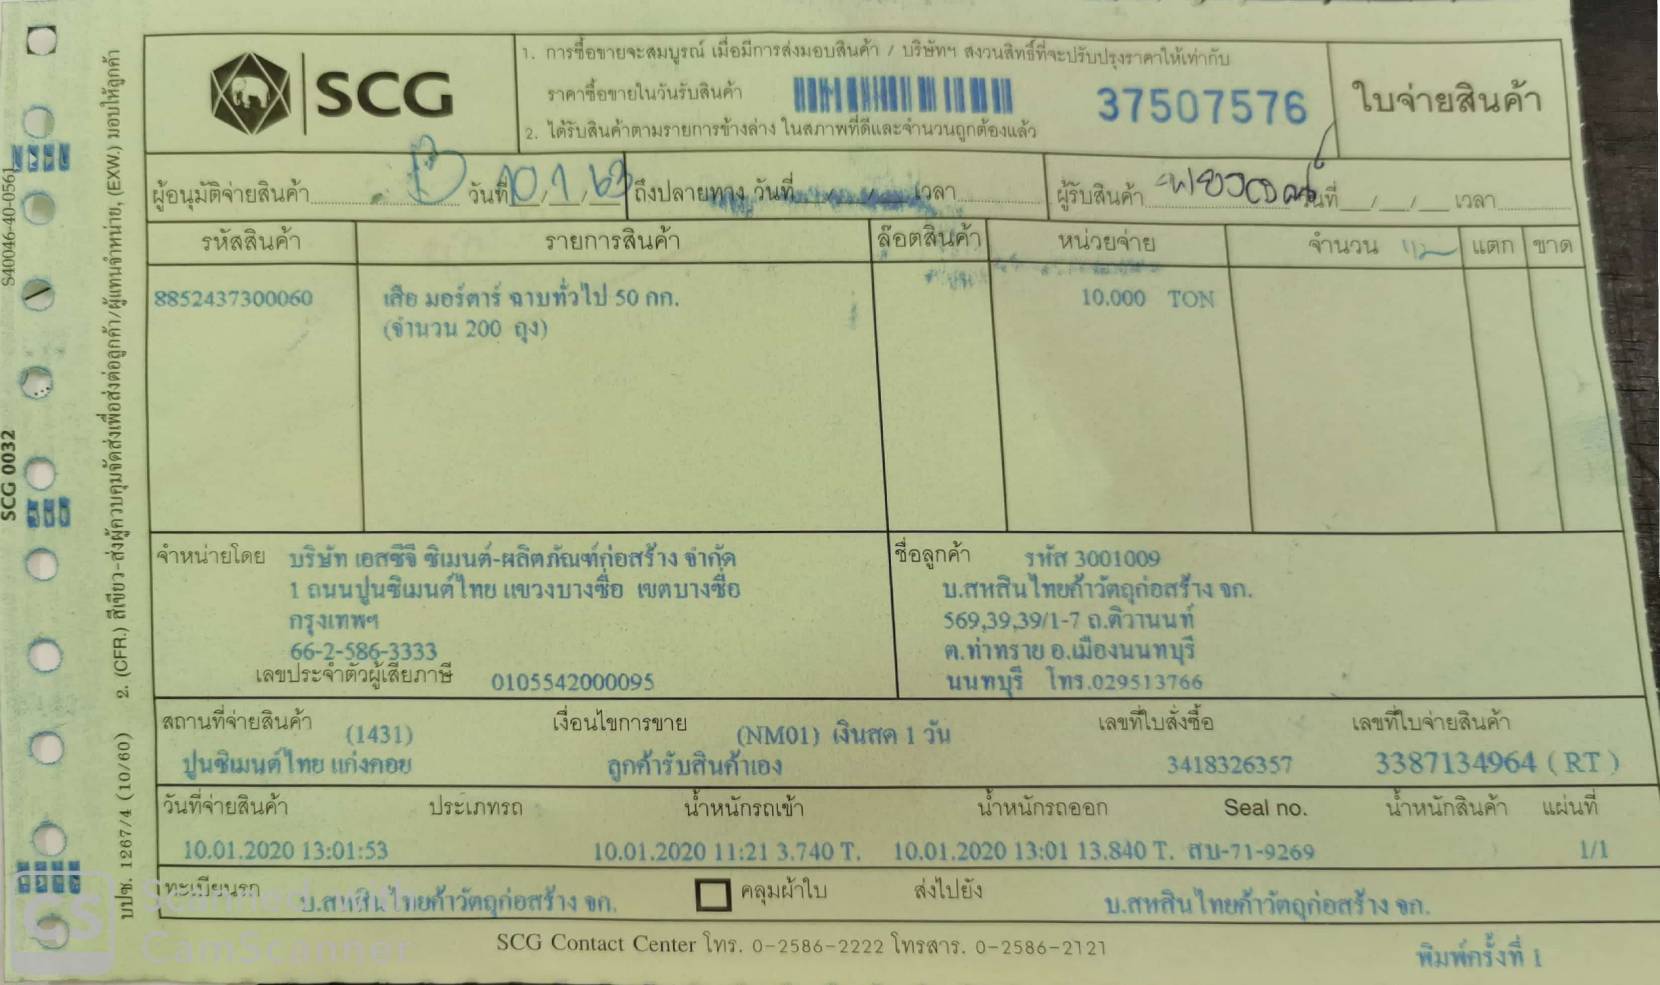 SCG
1. การซื้อขายจะสมบูรณ์ เมื่อมีการส่งมอบสินค้า / บริษัทฯ สงวนสิทธิ์ที่จะปรับปรุงราคาให้เท่ากับ
ราคาซื้อขายในวันรับสินค้า
37507576
ใบจ่ายสินค้า
2. ได้รับสินค้าตามรายการข้างล่าง ในสภาพที่ดีและจำนวนถูกต้องแล้ว
ผู้อนุมัติจ่ายสินค้า วันที่ 10/1/63 ถึงปลายทาง วันที่ / / เวลา ผู้รับสินค้า วันที่ / / เวลา
รหัสสินค้า รายการสินค้า ล๊อตสินค้า หน่วยจ่าย จำนวน แตก ขาด
8852437300060 เสือ มอร์ตาร์ ฉาบทั่วไป 50 กก. 10.000 TON
(จำนวน 200 ถุง)
จำหน่ายโดย บริษัท เอสซีจี ซิเมนต์-ผลิตภัณฑ์ก่อสร้าง จำกัด
1 ถนนปูนซิเมนต์ไทย แขวงบางซื่อ เขตบางซื่อ
กรุงเทพฯ
66-2-586-3333
เลขประจำตัวผู้เสียภาษี 0105542000095
ชื่อลูกค้า รหัส 3001009
บ.สหสินไทยค้าวัตถุก่อสร้าง จก.
569,39,39/1-7 ถ.ติวานนท์
ต.ท่าทราย อ.เมืองนนทบุรี
นนทบุรี โทร.029513766
สถานที่จ่ายสินค้า (1431) เงื่อนไขการขาย (NM01) เงินสด 1 วัน เลขที่ใบสั่งซื้อ เลขที่ใบจ่ายสินค้า
ปูนซิเมนต์ไทย แก่งคอย ลูกค้ารับสินค้าเอง 3418326357 3387134964 ( RT )
วันที่จ่ายสินค้า ประเภทรถ น้ำหนักรถเข้า น้ำหนักรถออก Seal no. น้ำหนักสินค้า แผ่นที่
10.01.2020 13:01:53 10.01.2020 11:21 3.740 T. 10.01.2020 13:01 13.840 T. สบ-71-9269 1/1
ทะเบียนรถ บ.สหสินไทยค้าวัตถุก่อสร้าง จก. คลุมผ้าใบ ส่งไปยัง บ.สหสินไทยค้าวัตถุก่อสร้าง จก.
SCG Contact Center โทร. 0-2586-2222 โทรสาร. 0-2586-2121
พิมพ์ครั้งที่ 1
S40046-40-0561
SCG 0032
บปซ. 1267/4 (10/60) 2. (CFR.) สีเขียว-ส่งผู้ควบคุมจัดส่งเพื่อส่งต่อลูกค้า/ผู้แทนจำหน่าย, (EXW.) มอบให้ลูกค้า
CS Scanned with
CamScanner